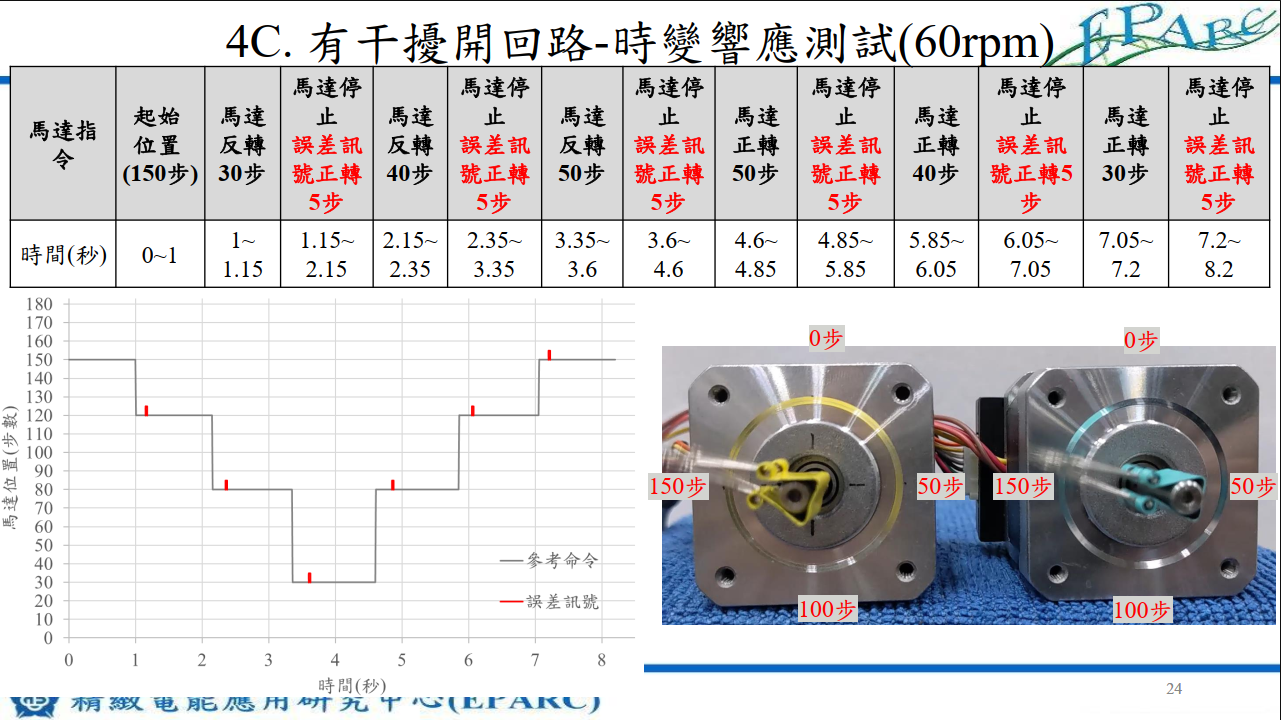 4C. 有干擾開回路-時變響應測試(60rpm)
EPARC
馬達指令
起始位置(150步)
馬達反轉30步
馬達停止
誤差訊號正轉5步
馬達反轉40步
馬達停止
誤差訊號正轉5步
馬達反轉50步
馬達停止
誤差訊號正轉5步
馬達正轉50步
馬達停止
誤差訊號正轉5步
馬達正轉40步
馬達停止
誤差訊號正轉5步
馬達正轉30步
馬達停止
誤差訊號正轉5步
時間(秒)
0~1
1~1.15
1.15~2.15
2.15~2.35
2.35~3.35
3.35~3.6
3.6~4.6
4.6~4.85
4.85~5.85
5.85~6.05
6.05~7.05
7.05~7.2
7.2~8.2
180
170
160
150
140
130
120
110
100
90
80
70
60
50
40
30
20
10
0
馬達位置(步數)
參考命令
誤差訊號
0 1 2 3 4 5 6 7 8
時間(秒)
0步
0步
150步
50步
150步
50步
100步
100步
精緻電能應用研究中心(EPARC)
24